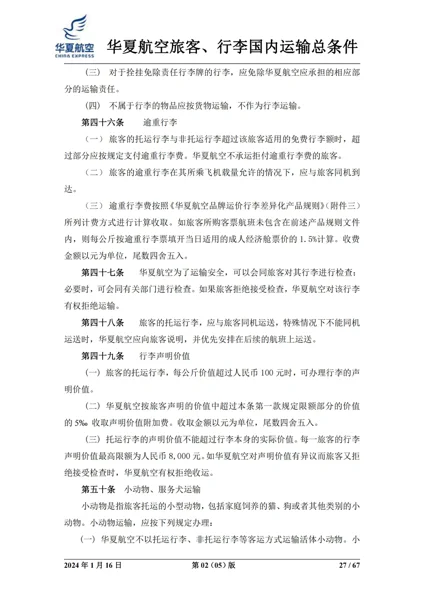 华夏航空
CHINA EXPRESS
华夏航空旅客、行李国内运输总条件
(三) 对于拴挂免除责任行李牌的行李，应免除华夏航空应承担的相应部
分的运输责任。
(四) 不属于行李的物品应按货物运输，不作为行李运输。
第四十六条 逾重行李
(一) 旅客的托运行李与非托运行李超过该旅客适用的免费行李额时，超
过部分应按规定支付逾重行李费。华夏航空不承运拒付逾重行李费的旅客。
(二) 旅客的逾重行李在其所乘飞机载量允许的情况下，应与旅客同机到
达。
(三) 逾重行李费按照《华夏航空品牌运价行李差异化产品规则》（附件三）
所列计费方式进行计算收取。如旅客所购客票航班未包含在前述产品规则文件
内，则每公斤按逾重行李票填开当日适用的成人经济舱票价的1.5%计算。收费
金额以元为单位，尾数四舍五入。
第四十七条 华夏航空为了运输安全，可以会同旅客对其行李进行检查；
必要时，可会同有关部门进行检查。如果旅客拒绝接受检查，华夏航空对该行李
有权拒绝运输。
第四十八条 旅客的托运行李，应与旅客同机运送，特殊情况下不能同机
运送时，华夏航空应向旅客说明，并优先安排在后续的航班上运送。
第四十九条 行李声明价值
(一) 旅客的托运行李，每公斤价值超过人民币100元时，可办理行李的声
明价值。
(二) 华夏航空按旅客声明的价值中超过本条第一款规定限额部分的价值
的5‰ 收取声明价值附加费。收取金额以元为单位，尾数四舍五入。
(三) 托运行李的声明价值不能超过行李本身的实际价值。每一旅客的行李
声明价值最高限额为人民币8,000元。如华夏航空对声明价值有异议而旅客又拒
绝接受检查时，华夏航空有权拒绝收运。
第五十条 小动物、服务犬运输
小动物是指旅客托运的小型动物，包括家庭饲养的猫、狗或者其他类别的小
动物。小动物运输，应按下列规定办理：
(一) 华夏航空不以托运行李、非托运行李等客运方式运输活体小动物。小
2024年1月16日 第02（05）版 27 / 67